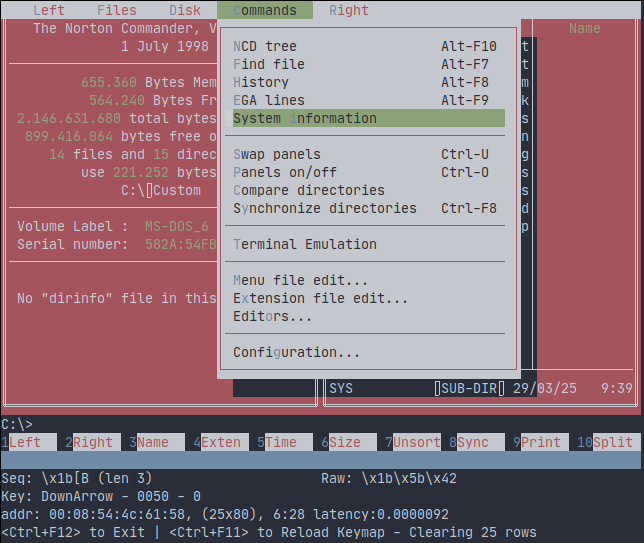 Left Files Disk Commands Right
The Norton Commander, V
1 July 1998
655.360 Bytes Mem
564.240 Bytes Fr
2.146.631.680 total bytes
899.416.064 bytes free o
14 files and 15 direc
use 221.252 bytes
C:\Custom
Volume Label : MS-DOS_6
Serial number: 582A:54FB
No "dirinfo" file in this
NCD tree Alt-F10
Find file Alt-F7
History Alt-F8
EGA lines Alt-F9
System information
Swap panels Ctrl-U
Panels on/off Ctrl-O
Compare directories
Synchronize directories Ctrl-F8
Terminal Emulation
Menu file edit...
Extension file edit...
Editors...
Configuration...
Name
t
t
m
k
s
n
g
s
s
d
p
SYS SUB-DIR 29/03/25 9:39
C:\>
1Left 2Right 3Name 4Exten 5Time 6Size 7Unsort 8Sync 9Print 10Split
Seq: \x1b[B (len 3) Raw: \x1b\x5b\x42
Key: DownArrow - 0050 - 0
addr: 00:08:54:4c:61:58, (25x80), 6:28 latency:0.0000092
<Ctrl+F12> to Exit | <Ctrl+F11> to Reload Keymap - Clearing 25 rows